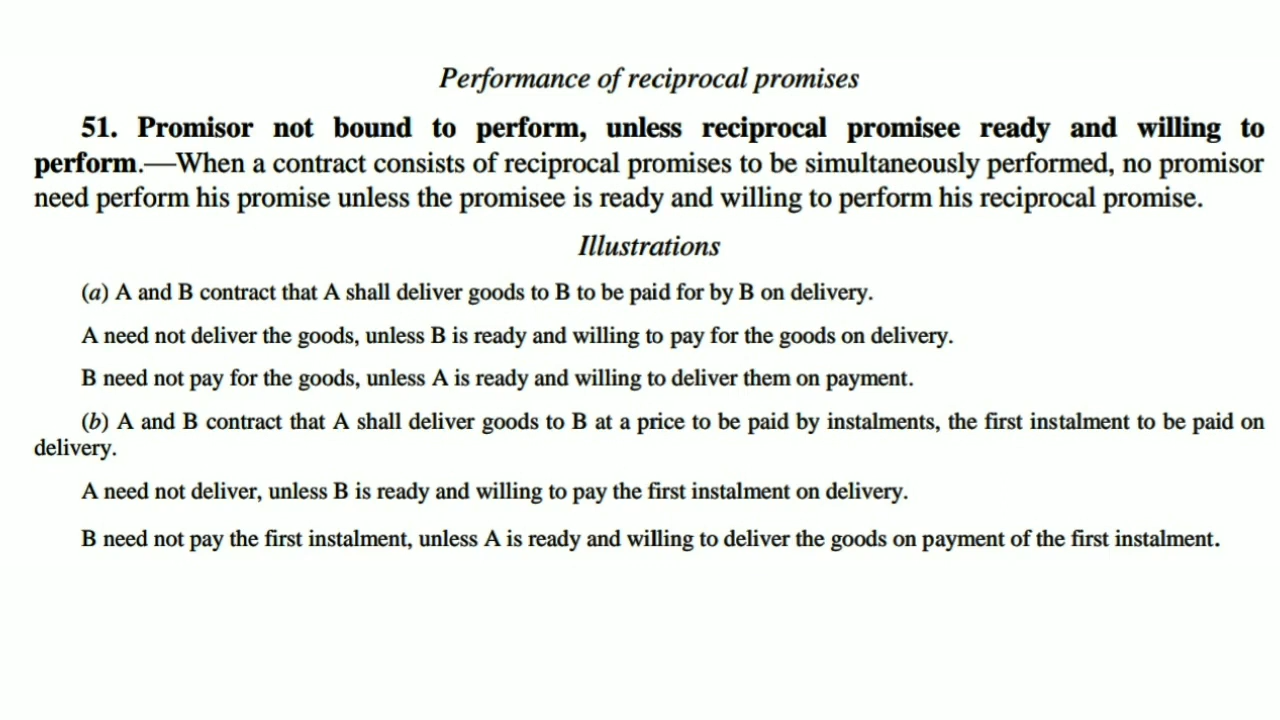 Performance of reciprocal promises
51. Promisor not bound to perform, unless reciprocal promisee ready and willing to
perform.—When a contract consists of reciprocal promises to be simultaneously performed, no promisor
need perform his promise unless the promisee is ready and willing to perform his reciprocal promise.
Illustrations
(a) A and B contract that A shall deliver goods to B to be paid for by B on delivery.
A need not deliver the goods, unless B is ready and willing to pay for the goods on delivery.
B need not pay for the goods, unless A is ready and willing to deliver them on payment.
(b) A and B contract that A shall deliver goods to B at a price to be paid by instalments, the first instalment to be paid on
delivery.
A need not deliver, unless B is ready and willing to pay the first instalment on delivery.
B need not pay the first instalment, unless A is ready and willing to deliver the goods on payment of the first instalment.